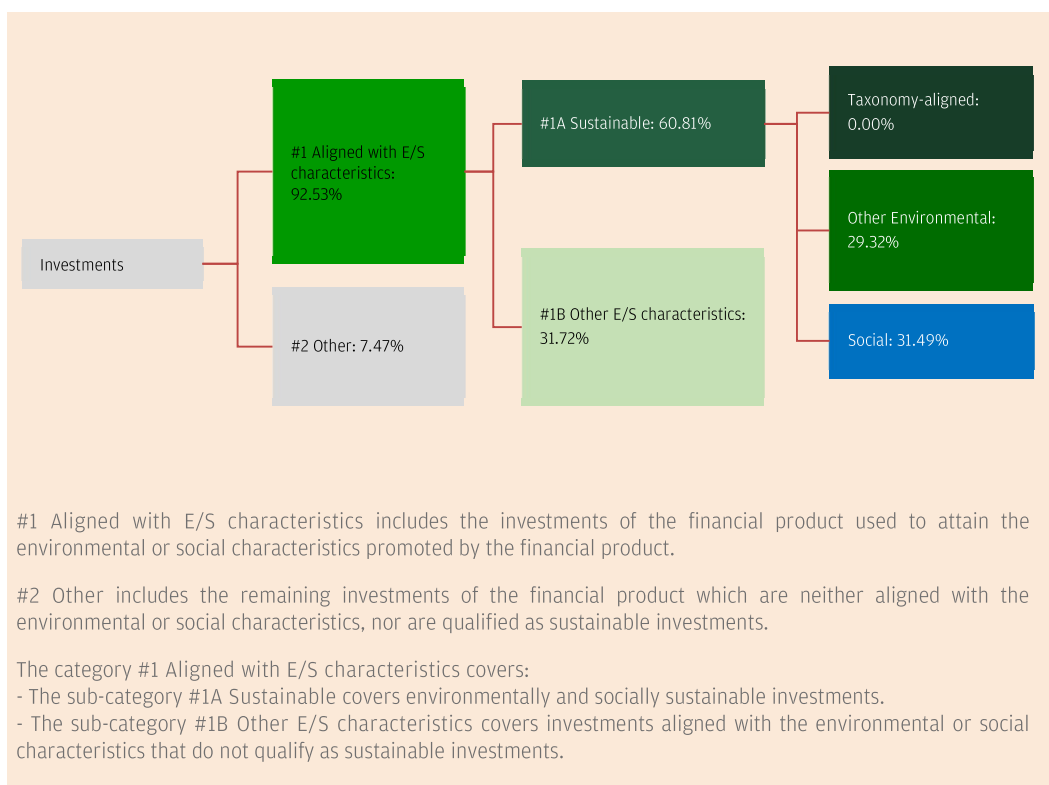 Investments
#1 Aligned with E/S
characteristics:
92.53%
#2 Other: 7.47%
#1A Sustainable: 60.81%
#1B Other E/S characteristics:
31.72%
Taxonomy-aligned:
0.00%
Other Environmental:
29.32%
Social: 31.49%
#1 Aligned with E/S characteristics includes the investments of the financial product used to attain the
environmental or social characteristics promoted by the financial product.
#2 Other includes the remaining investments of the financial product which are neither aligned with the
environmental or social characteristics, nor are qualified as sustainable investments.
The category #1 Aligned with E/S characteristics covers:
- The sub-category #1A Sustainable covers environmentally and socially sustainable investments.
- The sub-category #1B Other E/S characteristics covers investments aligned with the environmental or social
characteristics that do not qualify as sustainable investments.